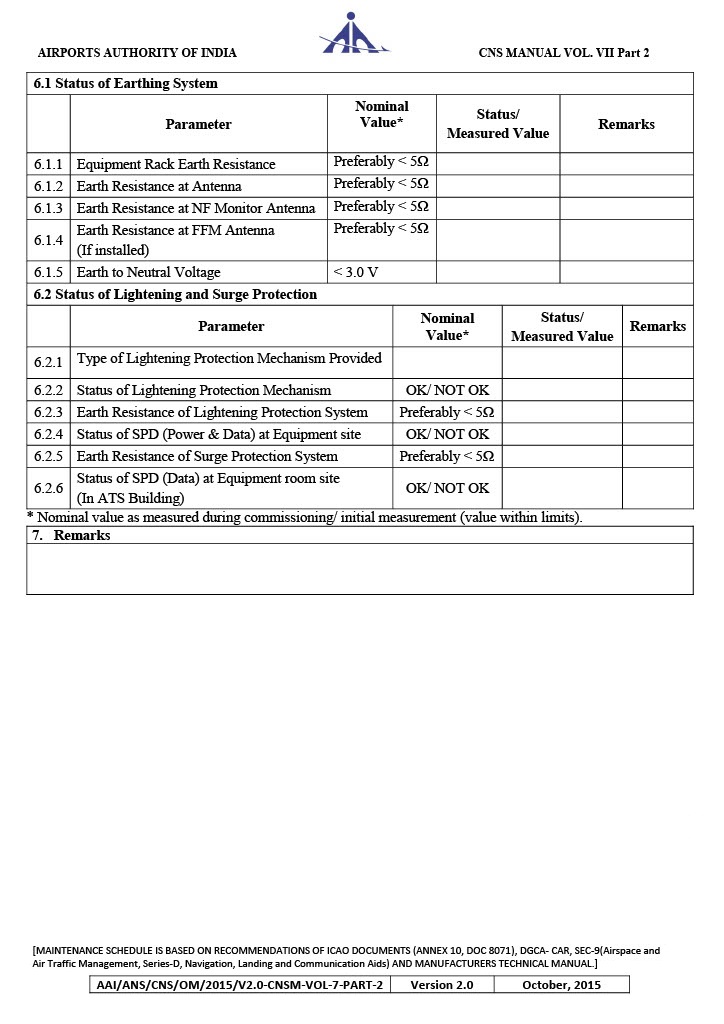 AIRPORTS AUTHORITY OF INDIA CNS MANUAL VOL. VII Part 2
6.1 Status of Earthing System
Parameter Nominal Value* Status/ Measured Value Remarks
6.1.1 Equipment Rack Earth Resistance Preferably < 5Ω
6.1.2 Earth Resistance at Antenna Preferably < 5Ω
6.1.3 Earth Resistance at NF Monitor Antenna Preferably < 5Ω
6.1.4 Earth Resistance at FFM Antenna Preferably < 5Ω
(If installed)
6.1.5 Earth to Neutral Voltage < 3.0 V
6.2 Status of Lightening and Surge Protection
Parameter Nominal Value* Status/ Measured Value Remarks
6.2.1 Type of Lightening Protection Mechanism Provided
6.2.2 Status of Lightening Protection Mechanism OK/ NOT OK
6.2.3 Earth Resistance of Lightening Protection System Preferably < 5Ω
6.2.4 Status of SPD (Power & Data) at Equipment site OK/ NOT OK
6.2.5 Earth Resistance of Surge Protection System Preferably < 5Ω
6.2.6 Status of SPD (Data) at Equipment room site OK/ NOT OK
(In ATS Building)
* Nominal value as measured during commissioning/ initial measurement (value within limits).
7. Remarks
[MAINTENANCE SCHEDULE IS BASED ON RECOMMENDATIONS OF ICAO DOCUMENTS (ANNEX 10, DOC 8071), DGCA- CAR, SEC-9(Airspace and
Air Traffic Management, Series-D, Navigation, Landing and Communication Aids) AND MANUFACTURERS TECHNICAL MANUAL.]
AAI/ANS/CNS/OM/2015/V2.0-CNSM-VOL-7-PART-2 Version 2.0 October, 2015